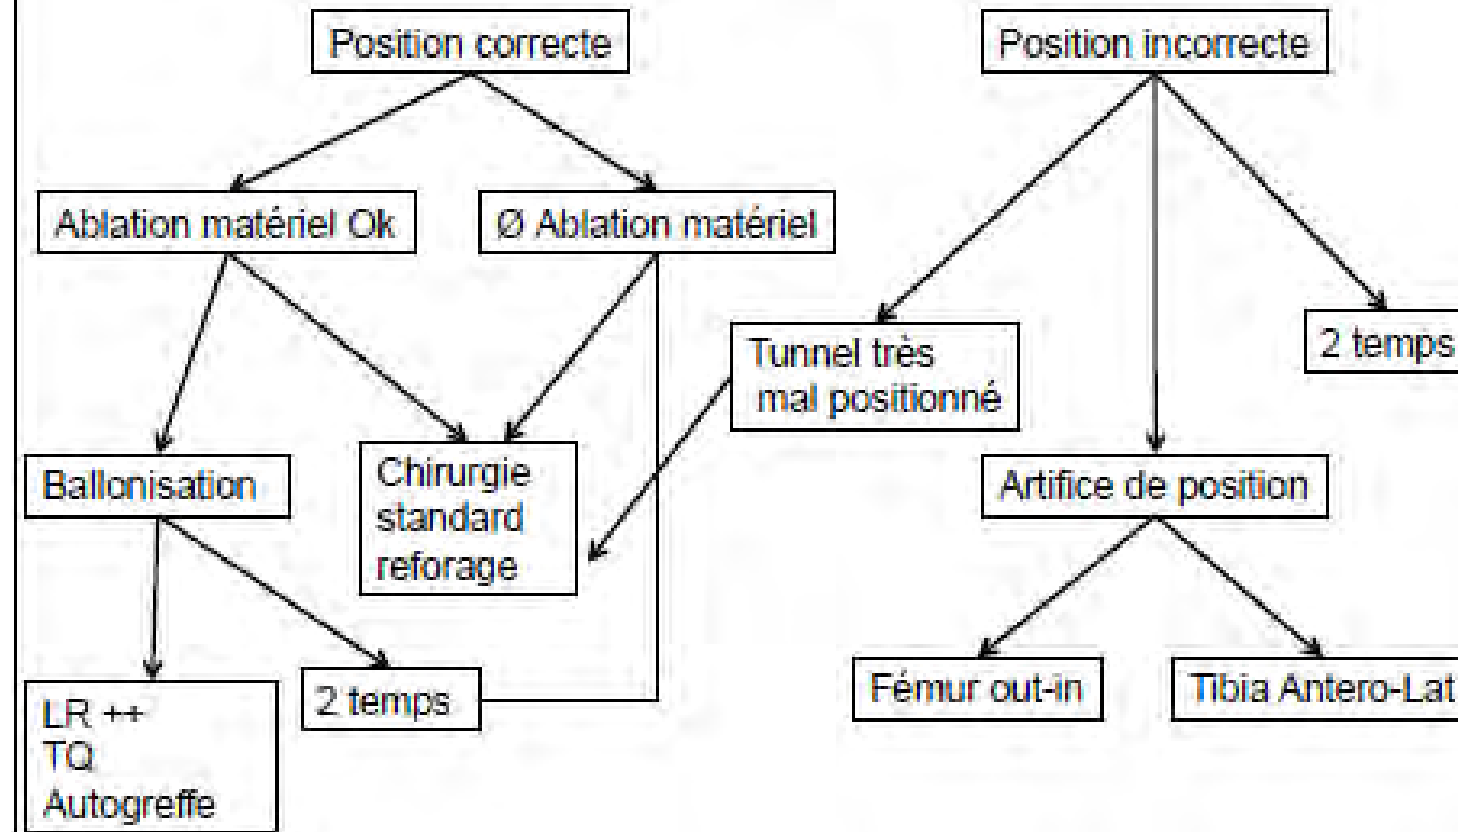 Position correcte
Position incorrecte
Ablation matériel Ok
Ø Ablation matériel
Tunnel très
mal positionné
2 temps
Ballonisation
Chirurgie
standard
reforage
Artifice de position
LR ++
TQ
Autogreffe
2 temps
Fémur out-in
Tibia Antero-Lat